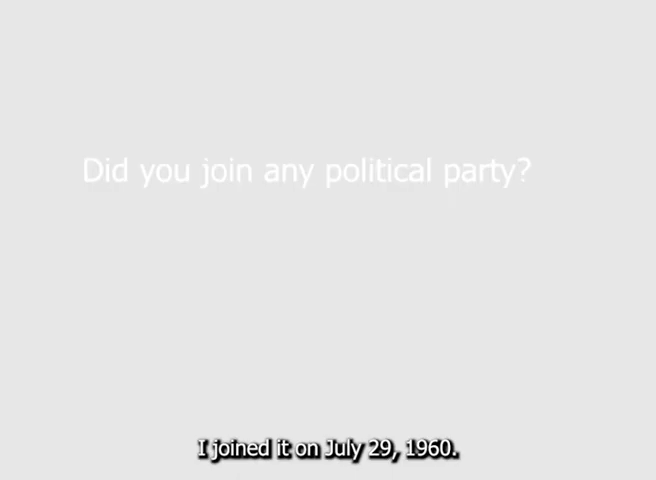 Did you join any political party?
I joined it on July 29, 1960.